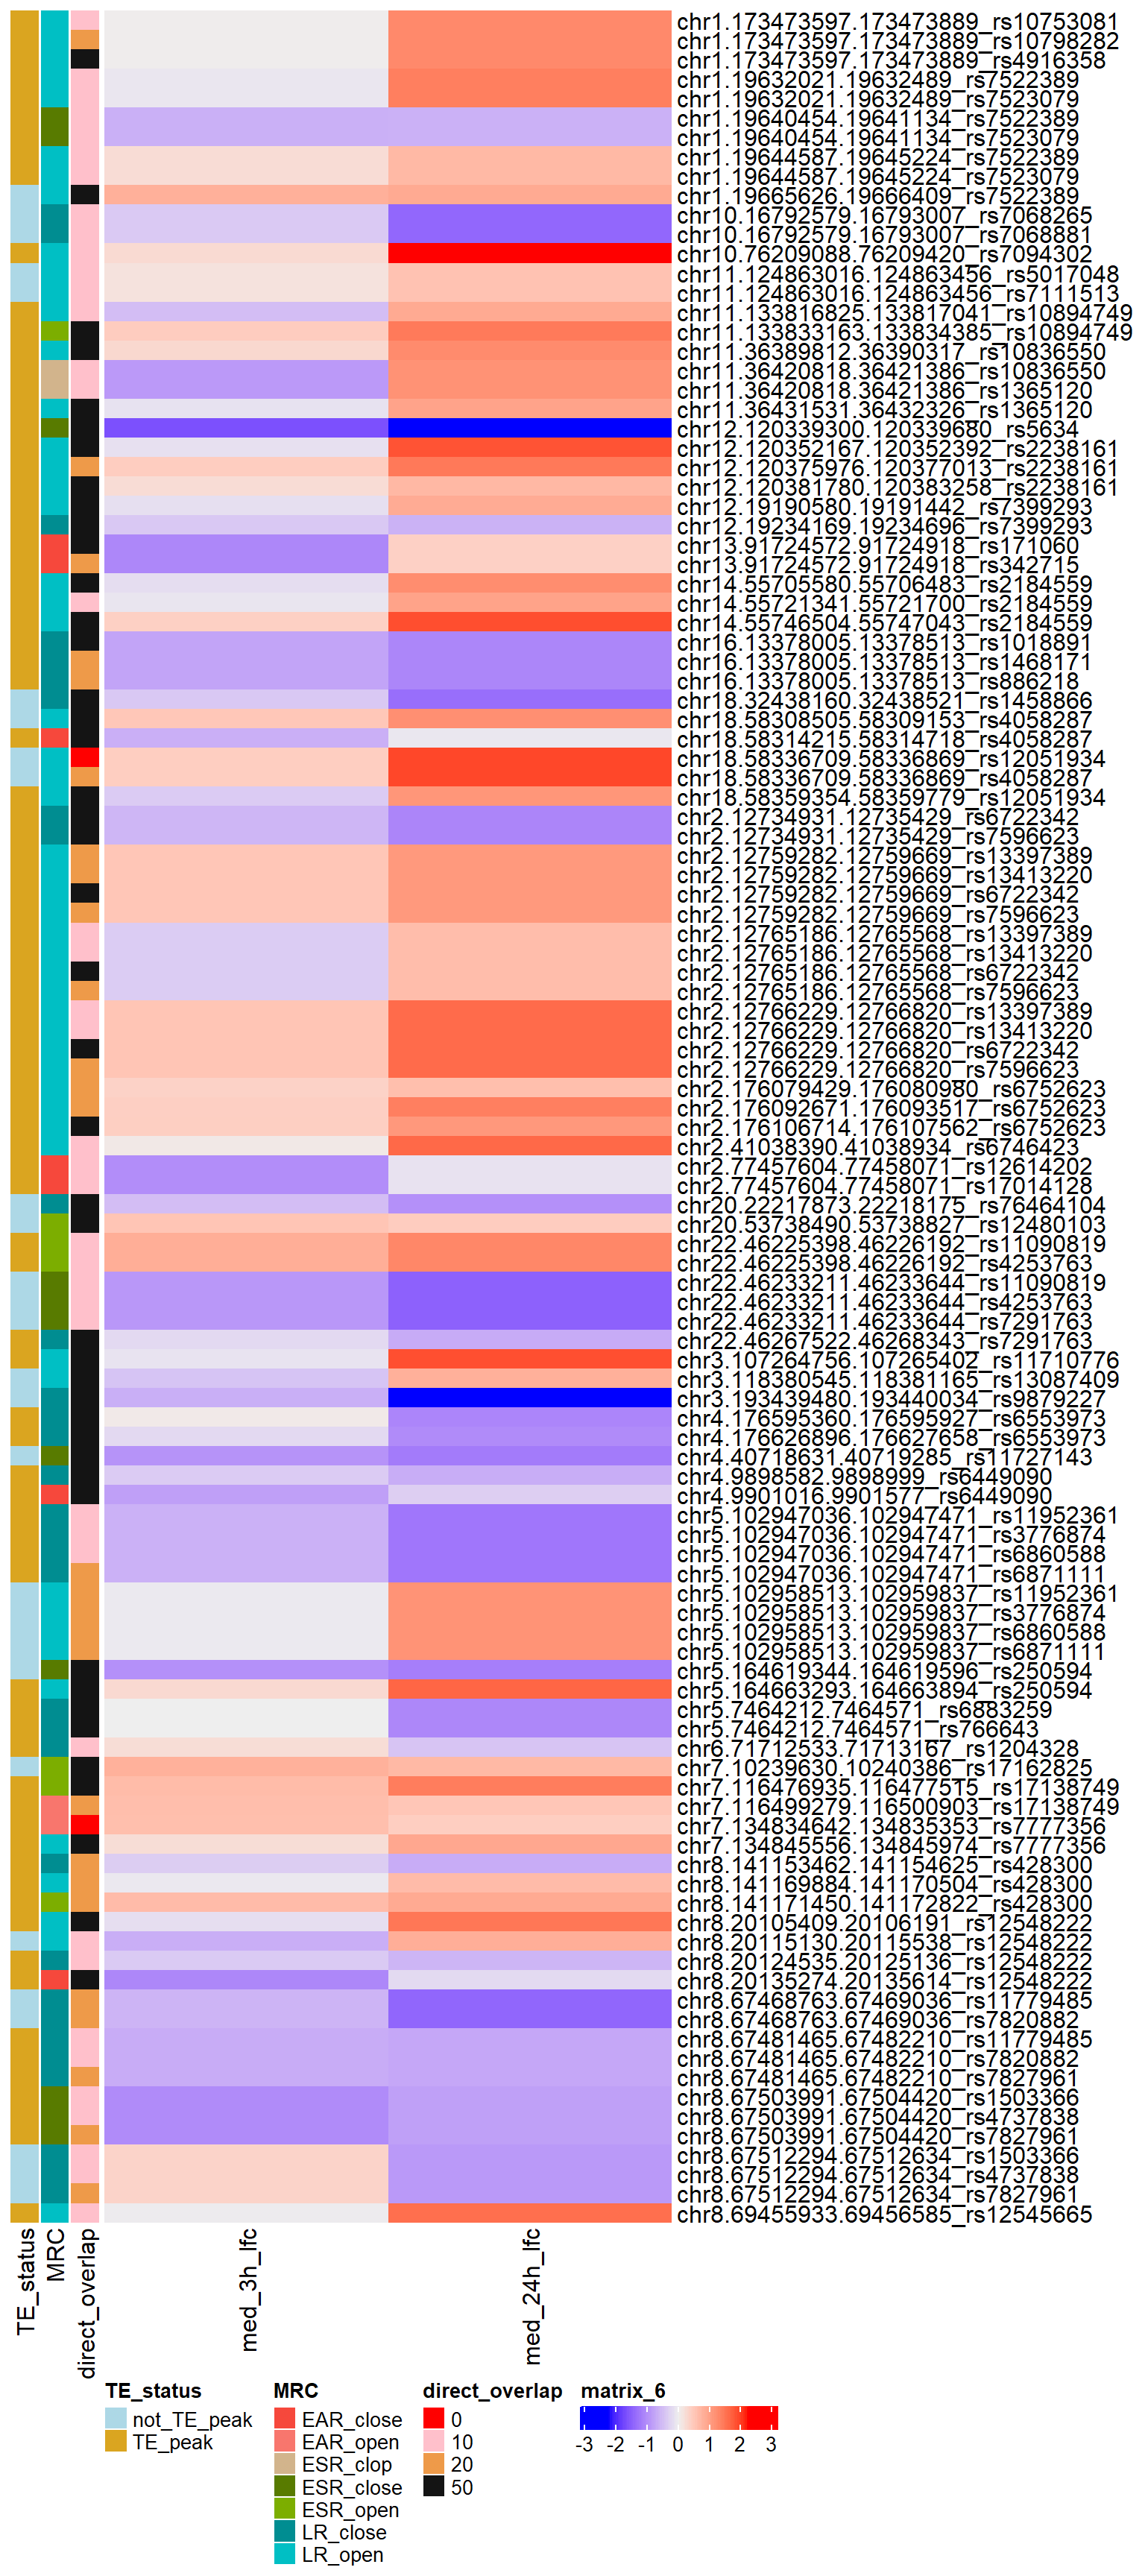 chr1.173473597.173473889_rs10753081
chr1.173473597.173473889_rs10798282
chr1.173473597.173473889_rs4916358
chr1.19632021.19632489_rs7522389
chr1.19632021.19632489_rs7523079
chr1.19640454.19641134_rs7522389
chr1.19640454.19641134_rs7523079
chr1.19644587.19645224_rs7522389
chr1.19644587.19645224_rs7523079
chr1.19665626.19666409_rs7522389
chr10.16792579.16793007_rs7068265
chr10.16792579.16793007_rs7068881
chr10.76209088.76209420_rs7094302
chr11.124863016.124863456_rs5017048
chr11.124863016.124863456_rs7111513
chr11.133816825.133817041_rs10894749
chr11.133833163.133834385_rs10894749
chr11.36389812.36390317_rs10836550
chr11.36420818.36421386_rs10836550
chr11.36420818.36421386_rs1365120
chr11.36431531.36432326_rs1365120
chr12.120339300.120339680_rs5634
chr12.120352167.120352392_rs2238161
chr12.120375976.120377013_rs2238161
chr12.120381780.120383258_rs2238161
chr12.19190580.19191442_rs7399293
chr12.19234169.19234696_rs7399293
chr13.91724572.91724918_rs171060
chr13.91724572.91724918_rs342715
chr14.55705580.55706483_rs2184559
chr14.55721341.55721700_rs2184559
chr14.55746504.55747043_rs2184559
chr16.13378005.13378513_rs1018891
chr16.13378005.13378513_rs1468171
chr16.13378005.13378513_rs886218
chr18.32438160.32438521_rs1458866
chr18.58308505.58309153_rs4058287
chr18.58314215.58314718_rs4058287
chr18.58336709.58336869_rs12051934
chr18.58336709.58336869_rs4058287
chr18.58359354.58359779_rs12051934
chr2.12734931.12735429_rs6722342
chr2.12734931.12735429_rs7596623
chr2.12759282.12759669_rs13397389
chr2.12759282.12759669_rs13413220
chr2.12759282.12759669_rs6722342
chr2.12759282.12759669_rs7596623
chr2.12765186.12765568_rs13397389
chr2.12765186.12765568_rs13413220
chr2.12765186.12765568_rs6722342
chr2.12765186.12765568_rs7596623
chr2.12766229.12766820_rs13397389
chr2.12766229.12766820_rs13413220
chr2.12766229.12766820_rs6722342
chr2.12766229.12766820_rs7596623
chr2.176079429.176080980_rs6752623
chr2.176092671.176093517_rs6752623
chr2.176106714.176107562_rs6752623
chr2.41038390.41038934_rs6746423
chr2.77457604.77458071_rs12614202
chr2.77457604.77458071_rs17014128
chr20.22217873.22218175_rs76464104
chr20.53738490.53738827_rs12480103
chr22.46225398.46226192_rs11090819
chr22.46225398.46226192_rs4253763
chr22.46233211.46233644_rs11090819
chr22.46233211.46233644_rs4253763
chr22.46233211.46233644_rs7291763
chr22.46267522.46268343_rs7291763
chr3.107264756.107265402_rs11710776
chr3.118380545.118381165_rs13087409
chr3.193439480.193440034_rs9879227
chr4.176595360.176595927_rs6553973
chr4.176626896.176627658_rs6553973
chr4.40718631.40719285_rs11727143
chr4.9898582.9898999_rs6449090
chr4.9901016.9901577_rs6449090
chr5.102947036.102947471_rs11952361
chr5.102947036.102947471_rs3776874
chr5.102947036.102947471_rs6860588
chr5.102947036.102947471_rs6871111
chr5.102958513.102959837_rs11952361
chr5.102958513.102959837_rs3776874
chr5.102958513.102959837_rs6860588
chr5.102958513.102959837_rs6871111
chr5.164619344.164619596_rs250594
chr5.164663293.164663894_rs250594
chr5.7464212.7464571_rs6883259
chr5.7464212.7464571_rs766643
chr6.71712533.71713167_rs1204328
chr7.10239630.10240386_rs17162825
chr7.116476935.116477515_rs17138749
chr7.116499279.116500903_rs17138749
chr7.134834642.134835353_rs7777356
chr7.134845556.134845974_rs7777356
chr8.141153462.141154625_rs428300
chr8.141169884.141170504_rs428300
chr8.141171450.141172822_rs428300
chr8.20105409.20106191_rs12548222
chr8.20115130.20115538_rs12548222
chr8.20124535.20125136_rs12548222
chr8.20135274.20135614_rs12548222
chr8.67468763.67469036_rs11779485
chr8.67468763.67469036_rs7820882
chr8.67481465.67482210_rs11779485
chr8.67481465.67482210_rs7820882
chr8.67481465.67482210_rs7827961
chr8.67503991.67504420_rs1503366
chr8.67503991.67504420_rs4737838
chr8.67503991.67504420_rs7827961
chr8.67512294.67512634_rs1503366
chr8.67512294.67512634_rs4737838
chr8.67512294.67512634_rs7827961
chr8.69455933.69456585_rs12545665
TE_status
MRC
direct_overlap
med_3h_lfc
med_24h_lfc
TE_status
not_TE_peak
TE_peak
MRC
EAR_close
EAR_open
ESR_clop
ESR_close
ESR_open
LR_close
LR_open
direct_overlap
0
10
20
50
matrix_6
-3 -2 -1 0 1 2 3